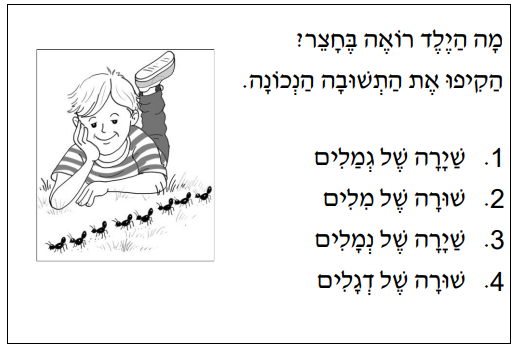 מָה הַיֶּלֶד רוֹאֶה בֶּחָצֵר?
הַקִּיפוּ אֶת הַתְּשׁוּבָה הַנְּכוֹנָה.
1. שַׁיָּרָה שֶׁל גְּמַלִּים
2. שׁוּרָה שֶׁל מִלִּים
3. שַׁיָּרָה שֶׁל נְמָלִים
4. שׁוּרָה שֶׁל דְּגָלִים